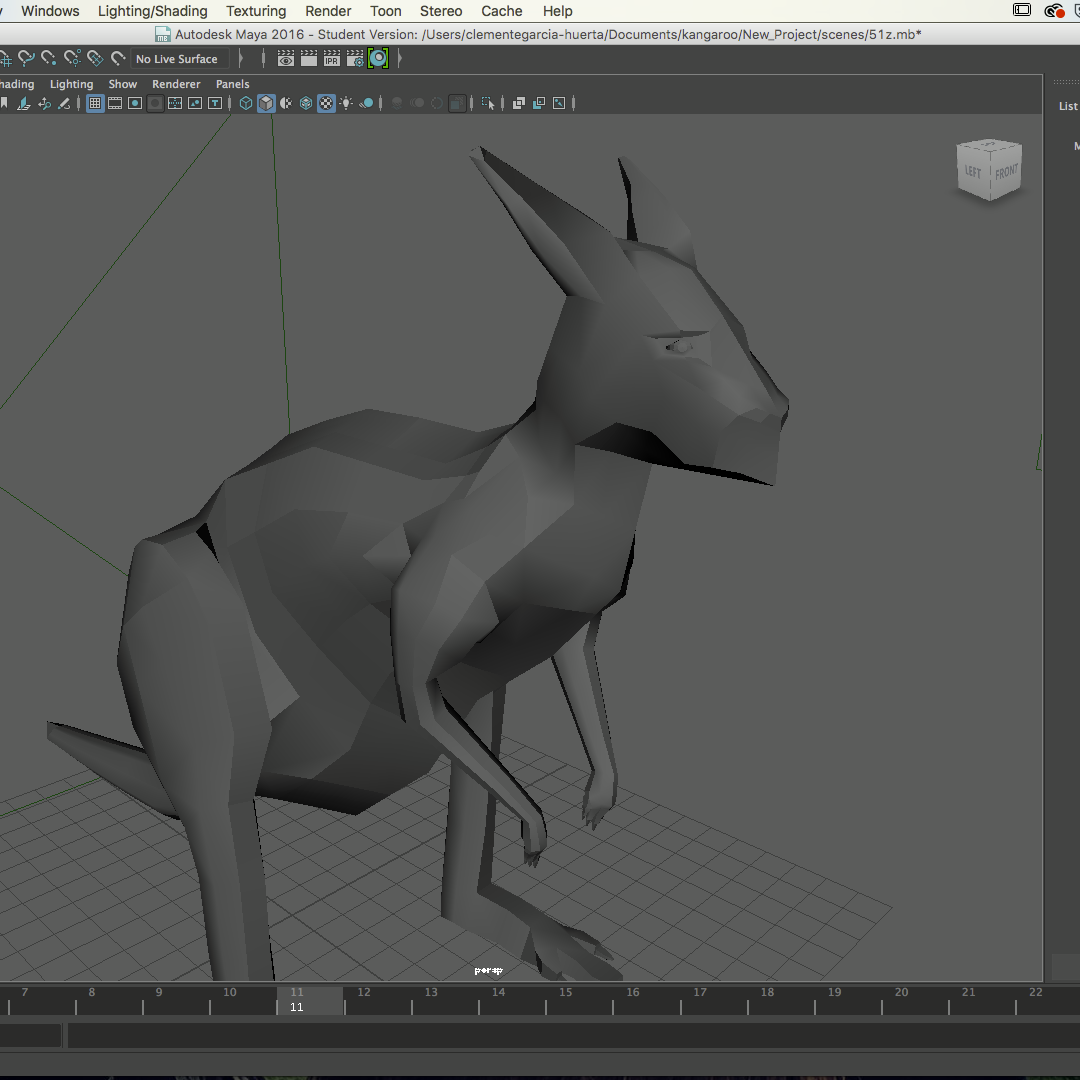 Windows Lighting/Shading Texturing Render Toon Stereo Cache Help
Autodesk Maya 2016 - Student Version: /Users/clementegarcia-huerta/Documents/kangaroo/New_Project/scenes/51z.mb*
No Live Surface IPR
hading Lighting Show Renderer Panels
List
M
LEFT FRONT
persp
7 8 9 10 11 12 13 14 15 16 17 18 19 20 21 22
11